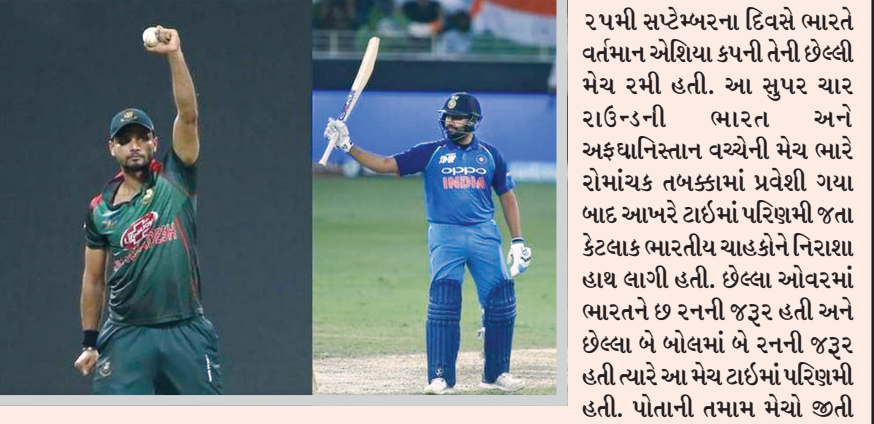 oppo
INDIA
૨૫મી સપ્ટેમ્બરના દિવસે ભારતે
વર્તમાન એશિયા કપની તેની છેલ્લી
મેચ રમી હતી. આ સુપર ચાર
રાઉન્ડની ભારત અને
અફઘાનિસ્તાન વચ્ચેની મેચ ભારે
રોમાંચક તબક્કામાં પ્રવેશી ગયા
બાદ આખરે ટાઇમાં પરિણમી જતા
કેટલાક ભારતીય ચાહકોને નિરાશા
હાથ લાગી હતી. છેલ્લા ઓવરમાં
ભારતને છ રનની જરૂર હતી અને
છેલ્લા બે બોલમાં બે રનની જરૂર
હતી ત્યારે આ મેચ ટાઇમાં પરિણમી
હતી. પોતાની તમામ મેચો જીતી